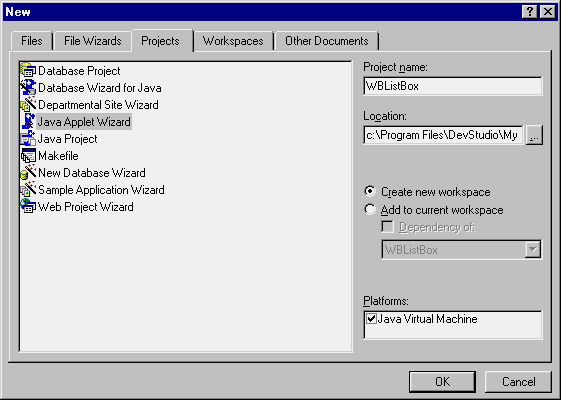 New
Files
File Wizards
Projects
Workspaces
Other Documents
Database Project
Database Wizard for Java
Departmental Site Wizard
Java Applet Wizard
Java Project
Makefile
New Database Wizard
Sample Application Wizard
Web Project Wizard
Project name:
WBListBox
Location:
c:\Program Files\DevStudio\My
...
Create new workspace
Add to current workspace
Dependency of:
WBListBox
Platforms:
Java Virtual Machine
OK
Cancel